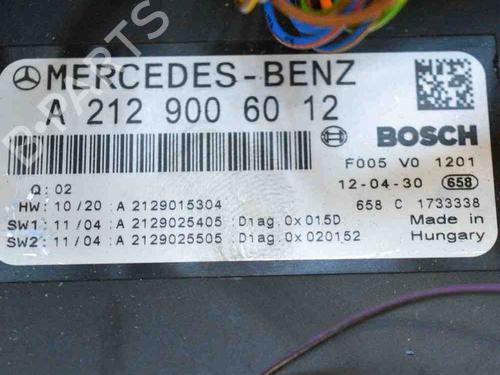 MERCEDES-BENZ
A 212 900 60 12
BOSCH
F005 V0 1201
Q: 02
12-04-30 658
HW: 10/20 A 2129015304
658 C 1733338
SW1: 11/04 A 2129025405 Diag 0x015D
Made in
SW2: 11/04 A 2129025505 Diag 0x020152
Hungary
B-PARTS